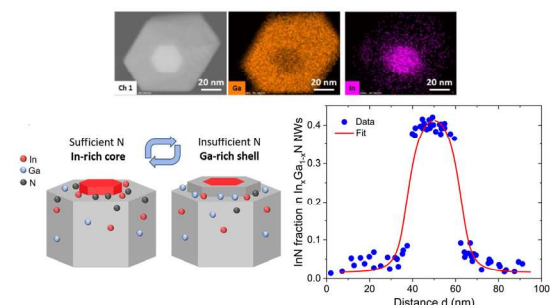 Ch 1
20 nm
Ga
20 nm
In
20 nm
Sufficient N
In-rich core
Insufficient N
Ga-rich shell
In
Ga
N
InN fraction n InₓGa₁₋ₓN NWs
0.4
0.3
0.2
0.1
0.0
Data
Fit
0 20 40 60 80 100
Distance d (nm)